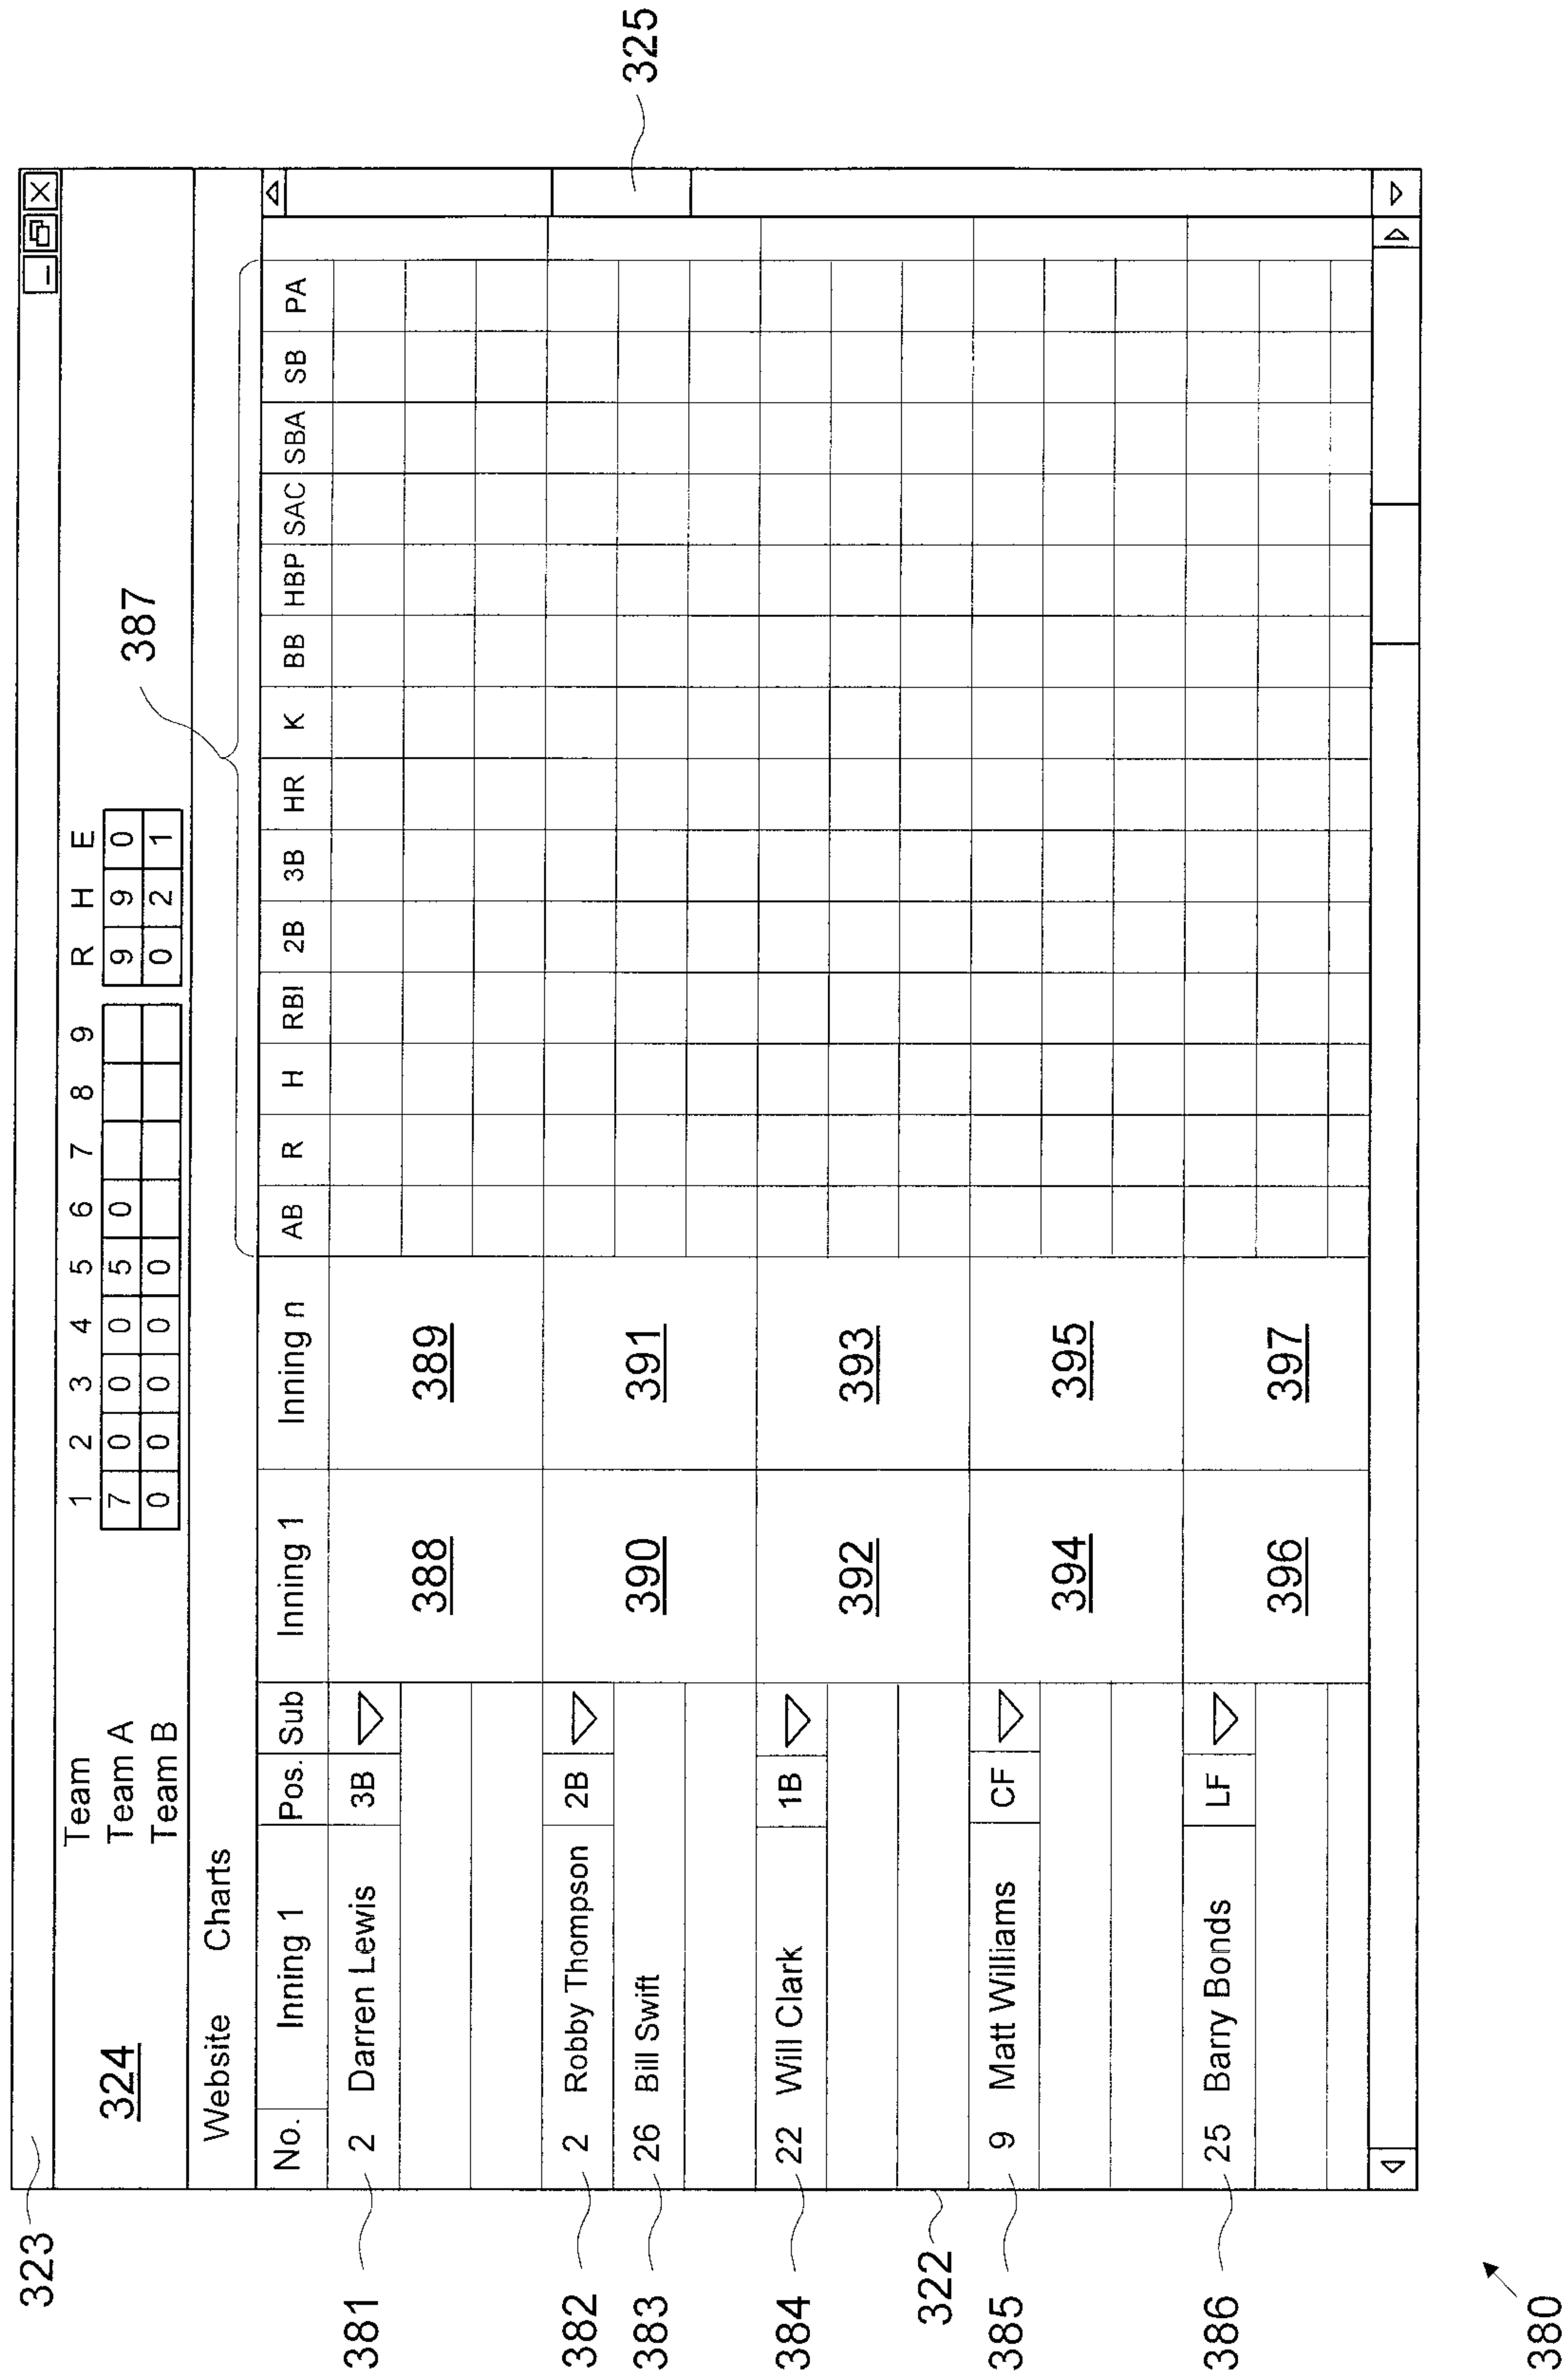 323
Team 1 2 3 4 5 6 7 8 9 R H E
324
Team A 7 0 0 0 5 0 9 9 0
Team B 0 0 0 0 0 0 2 1
387
Website Charts
No. Inning 1 Pos. Sub Inning 1 Inning n AB R H RBI 2B 3B HR K BB HBP SAC SBA SB PA
381 2 Darren Lewis 3B 388 389
382 2 Robby Thompson 2B 390 391
383 26 Bill Swift
325
384 22 Will Clark 1B 392 393
322
385 9 Matt Williams CF 394 395
386 25 Barry Bonds LF 396 397
380